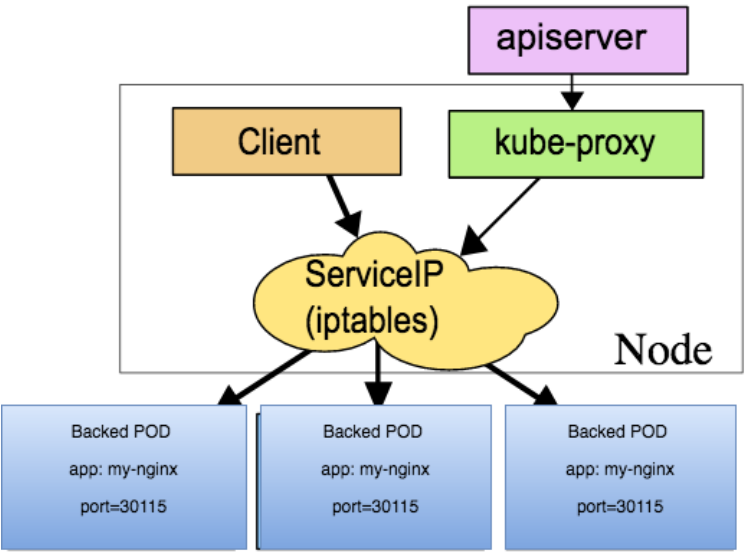 apiserver
Client
kube-proxy
ServiceIP
(iptables)
Node
Backed POD
app: my-nginx
port=30115
Backed POD
app: my-nginx
port=30115
Backed POD
app: my-nginx
port=30115